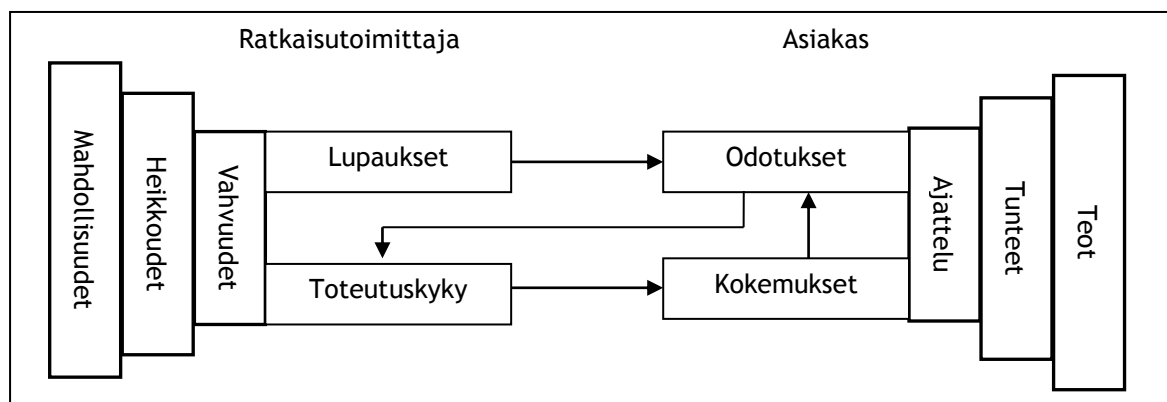 Ratkaisutoimittaja
Asiakas
Mahdollisuudet
Heikkoudet
Vahvuudet
Lupaukset
Odotukset
Toteutuskyky
Kokemukset
Ajattelu
Tunteet
Teot